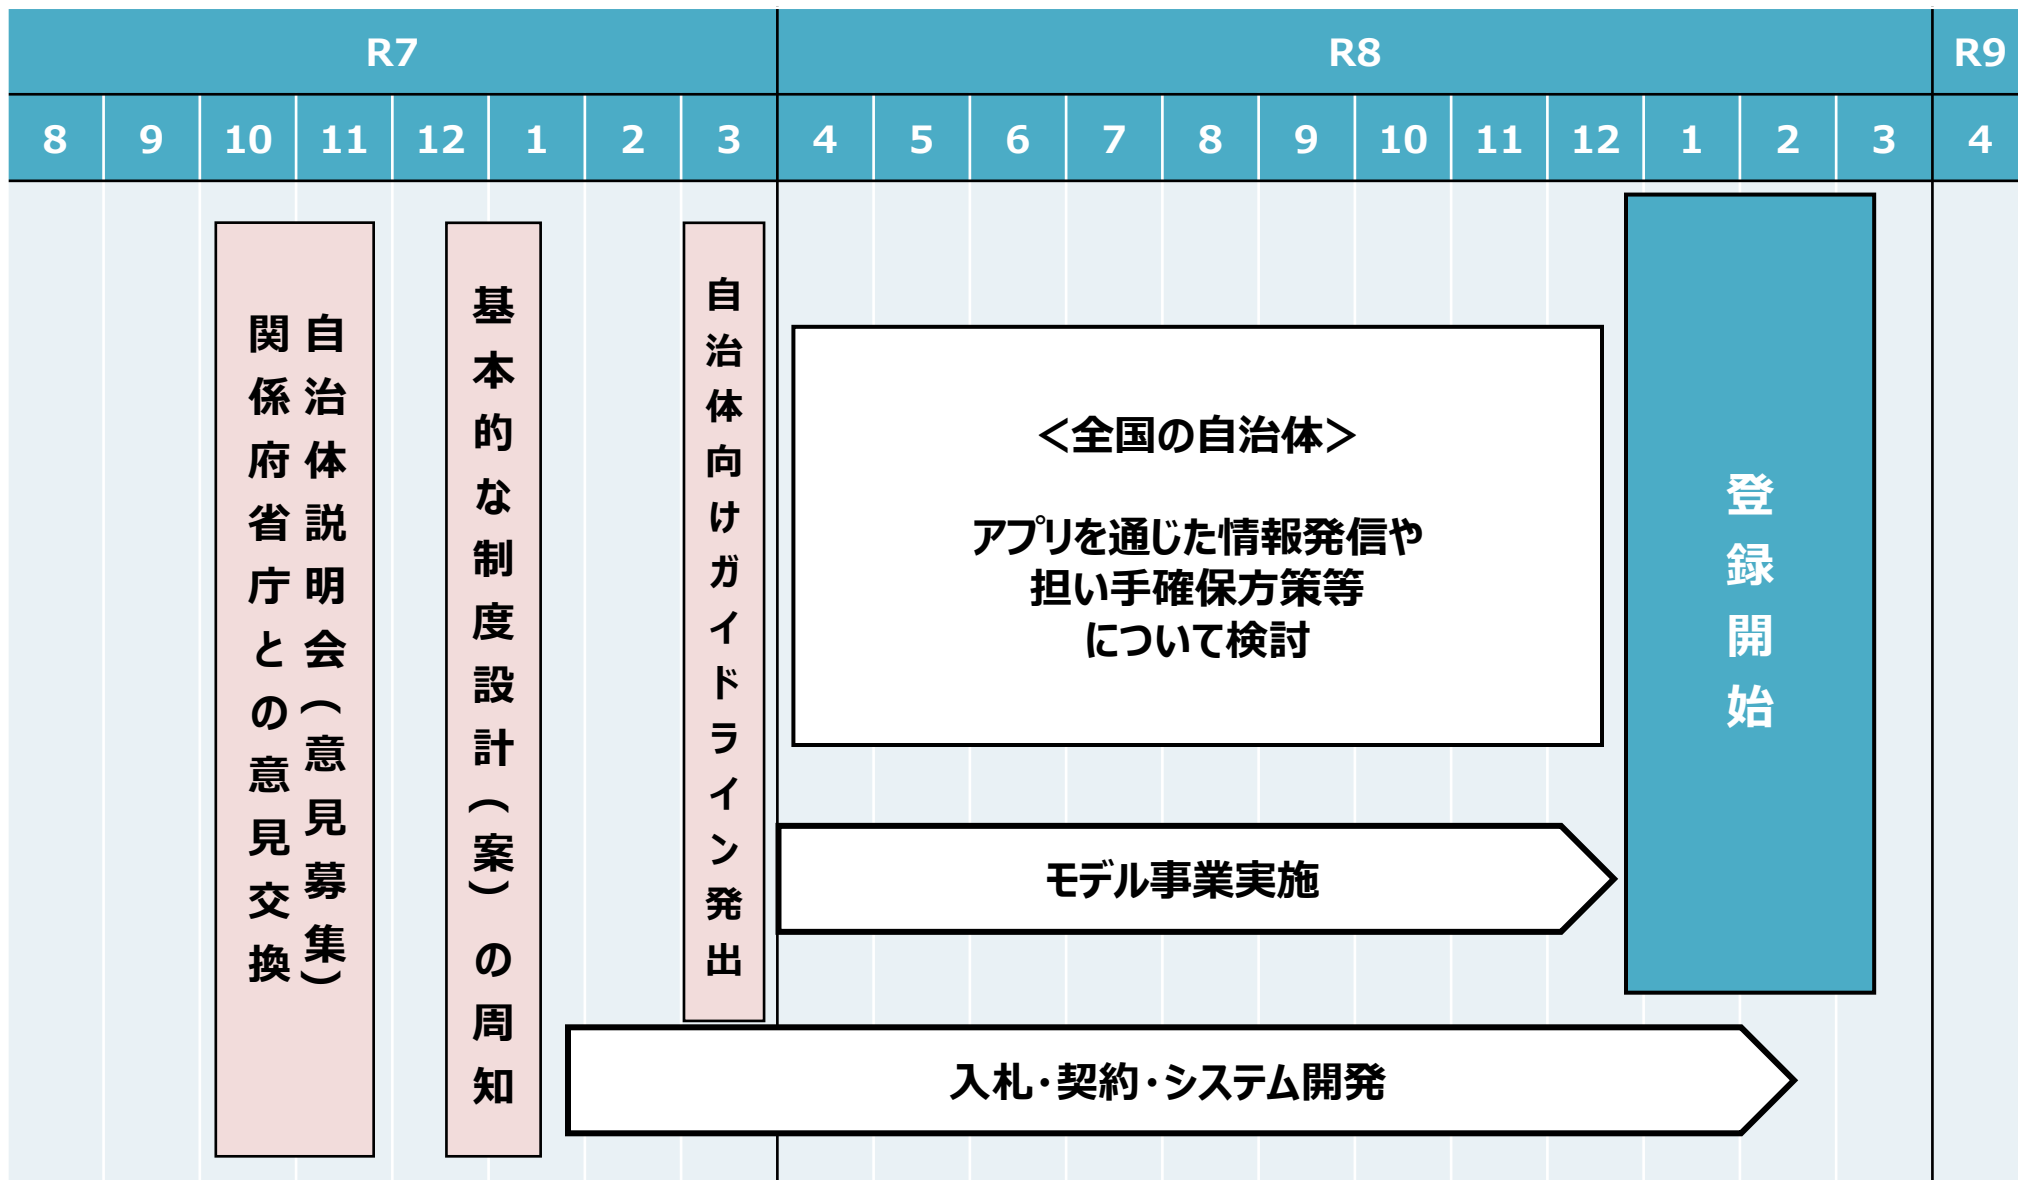 R7 R8 R9
8 9 10 11 12 1 2 3 4 5 6 7 8 9 10 11 12 1 2 3 4
自治体説明会（意見募集）
関係府省庁との意見交換
基本的な制度設計（案）の周知
自治体向けガイドライン発出
＜全国の自治体＞
アプリを通じた情報発信や
担い手確保方策等
について検討
モデル事業実施
入札・契約・システム開発
登録開始